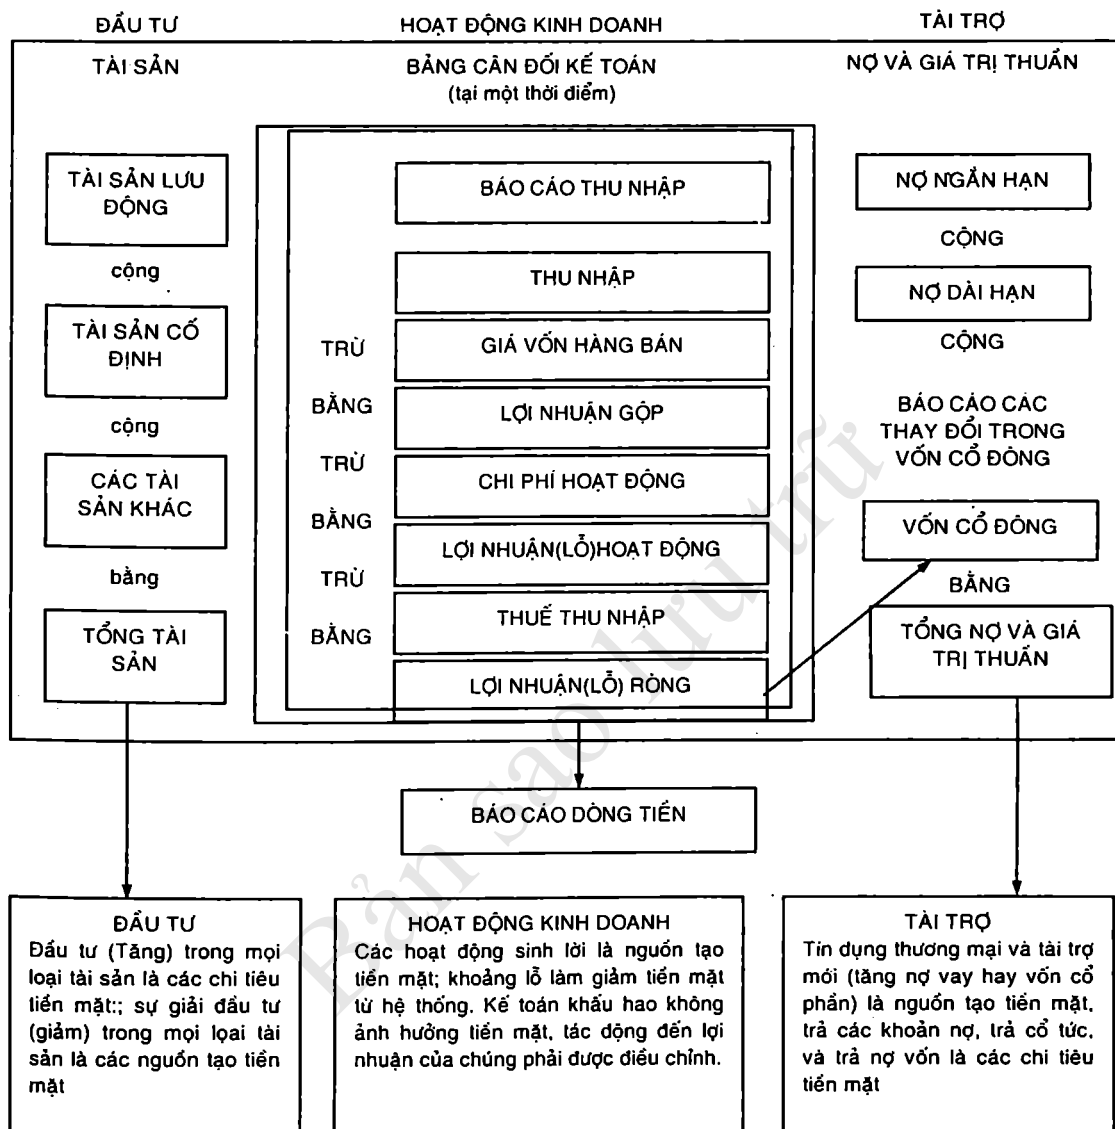 ĐẦU TƯ
HOẠT ĐỘNG KINH DOANH
TÀI TRỢ
TÀI SẢN
BẢNG CÂN ĐỐI KẾ TOÁN
(tại một thời điểm)
NỢ VÀ GIÁ TRỊ THUẦN
TÀI SẢN LƯU
ĐỘNG
cộng
TÀI SẢN CỐ
ĐỊNH
cộng
CÁC TÀI
SẢN KHÁC
bằng
TỔNG TÀI
SẢN
BÁO CÁO THU NHẬP
THU NHẬP
TRỪ
GIÁ VỐN HÀNG BÁN
BẰNG
LỢI NHUẬN GỘP
TRỪ
CHI PHÍ HOẠT ĐỘNG
BẰNG
LỢI NHUẬN(LỖ)HOẠT ĐỘNG
TRỪ
THUẾ THU NHẬP
BẰNG
LỢI NHUẬN(LỖ) RÒNG
NỢ NGẮN HẠN
CỘNG
NỢ DÀI HẠN
CỘNG
BÁO CÁO CÁC
THAY ĐỔI TRONG
VỐN CỔ ĐÔNG
VỐN CỔ ĐÔNG
BẰNG
TỔNG NỢ VÀ GIÁ
TRỊ THUẦN
BÁO CÁO DÒNG TIỀN
ĐẦU TƯ
Đầu tư (Tăng) trong mọi
loại tài sản là các chi tiêu
tiền mặt:; sự giải đầu tư
(giảm) trong mọi lọai tài
sản là các nguồn tạo tiền
mặt
HOẠT ĐỘNG KINH DOANH
Các hoạt động sinh lời là nguồn tạo
tiền mặt; khoảng lỗ làm giảm tiền mặt
từ hệ thống. Kế toán khấu hao không
ảnh hưởng tiền mặt, tác động đến lợi
nhuận của chúng phải được điều chỉnh.
TÀI TRỢ
Tín dụng thương mại và tài trợ
mói (tăng nợ vay hay vốn cổ
phần) là nguồn tạo tiền mặt,
trả các khoản nợ, trả cổ tức,
và trả nợ vốn là các chi tiêu
tiền mặt
Bản sao lưu trữ